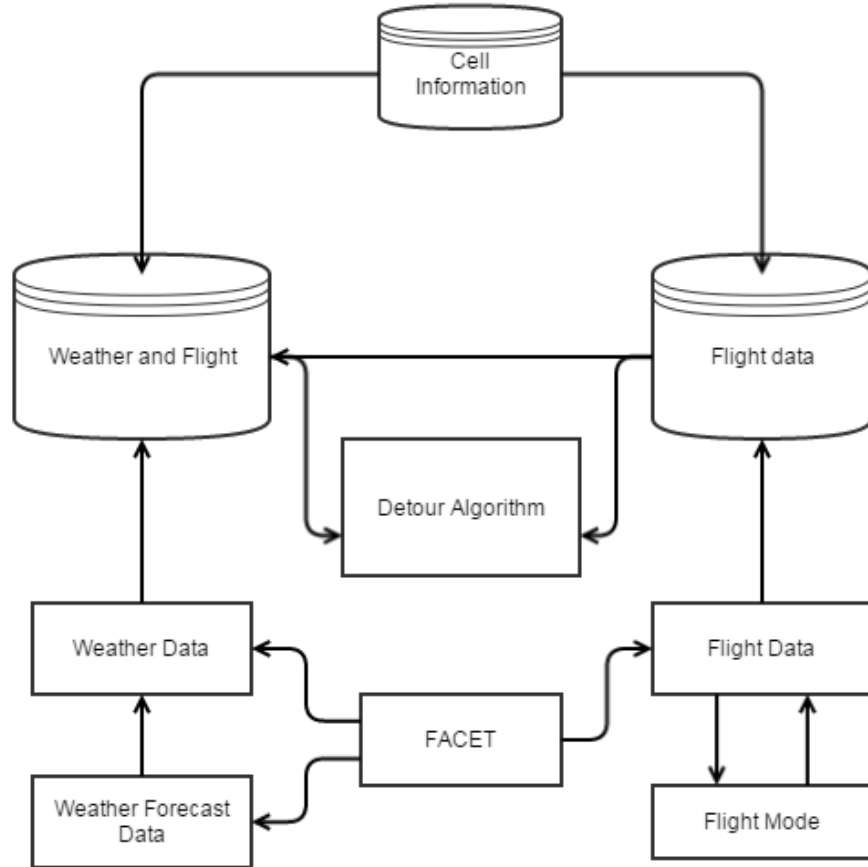 Cell
Information
Weather and Flight
Flight data
Detour Algorithm
Weather Data
Flight Data
FACET
Weather Forecast
Data
Flight Mode